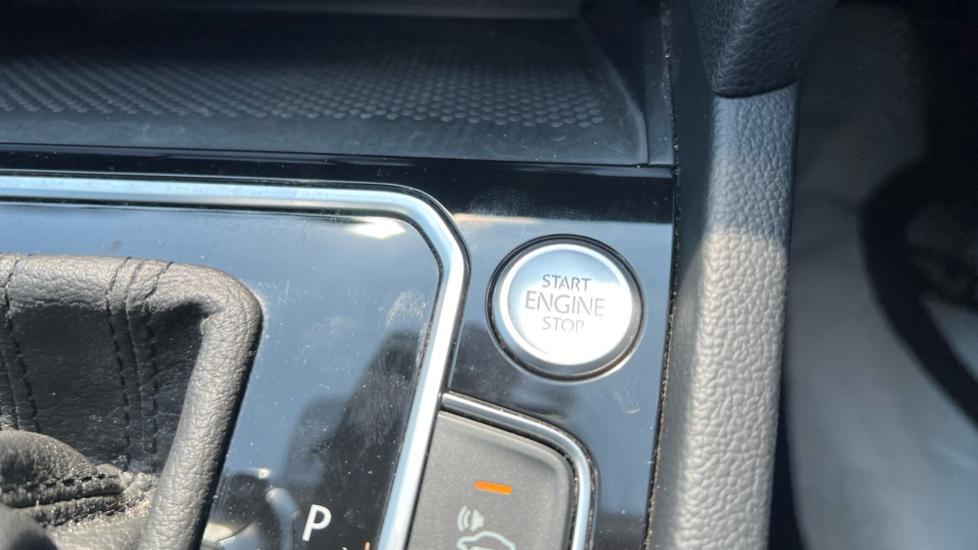 START
ENGINE
STOP
P